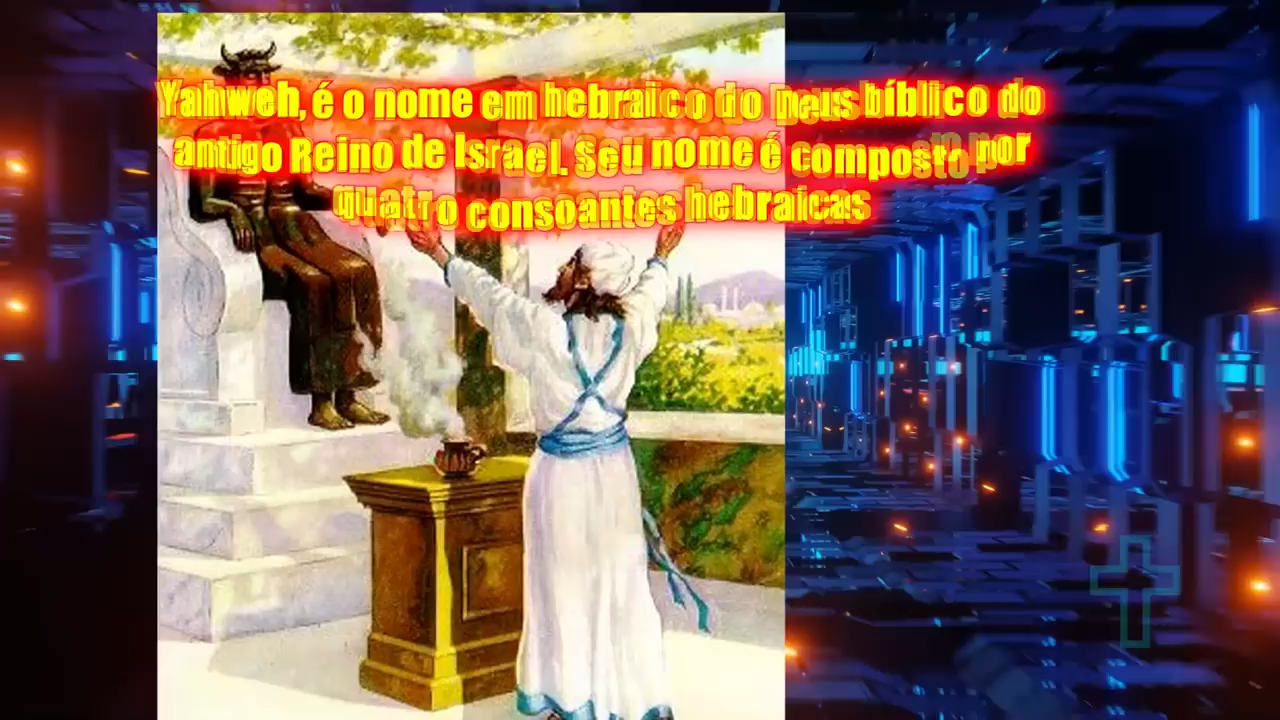 Yahweh, é o nome em hebraico do Deus bíblico do
antigo Reino de Israel. Seu nome é composto por
quatro consoantes hebraicas